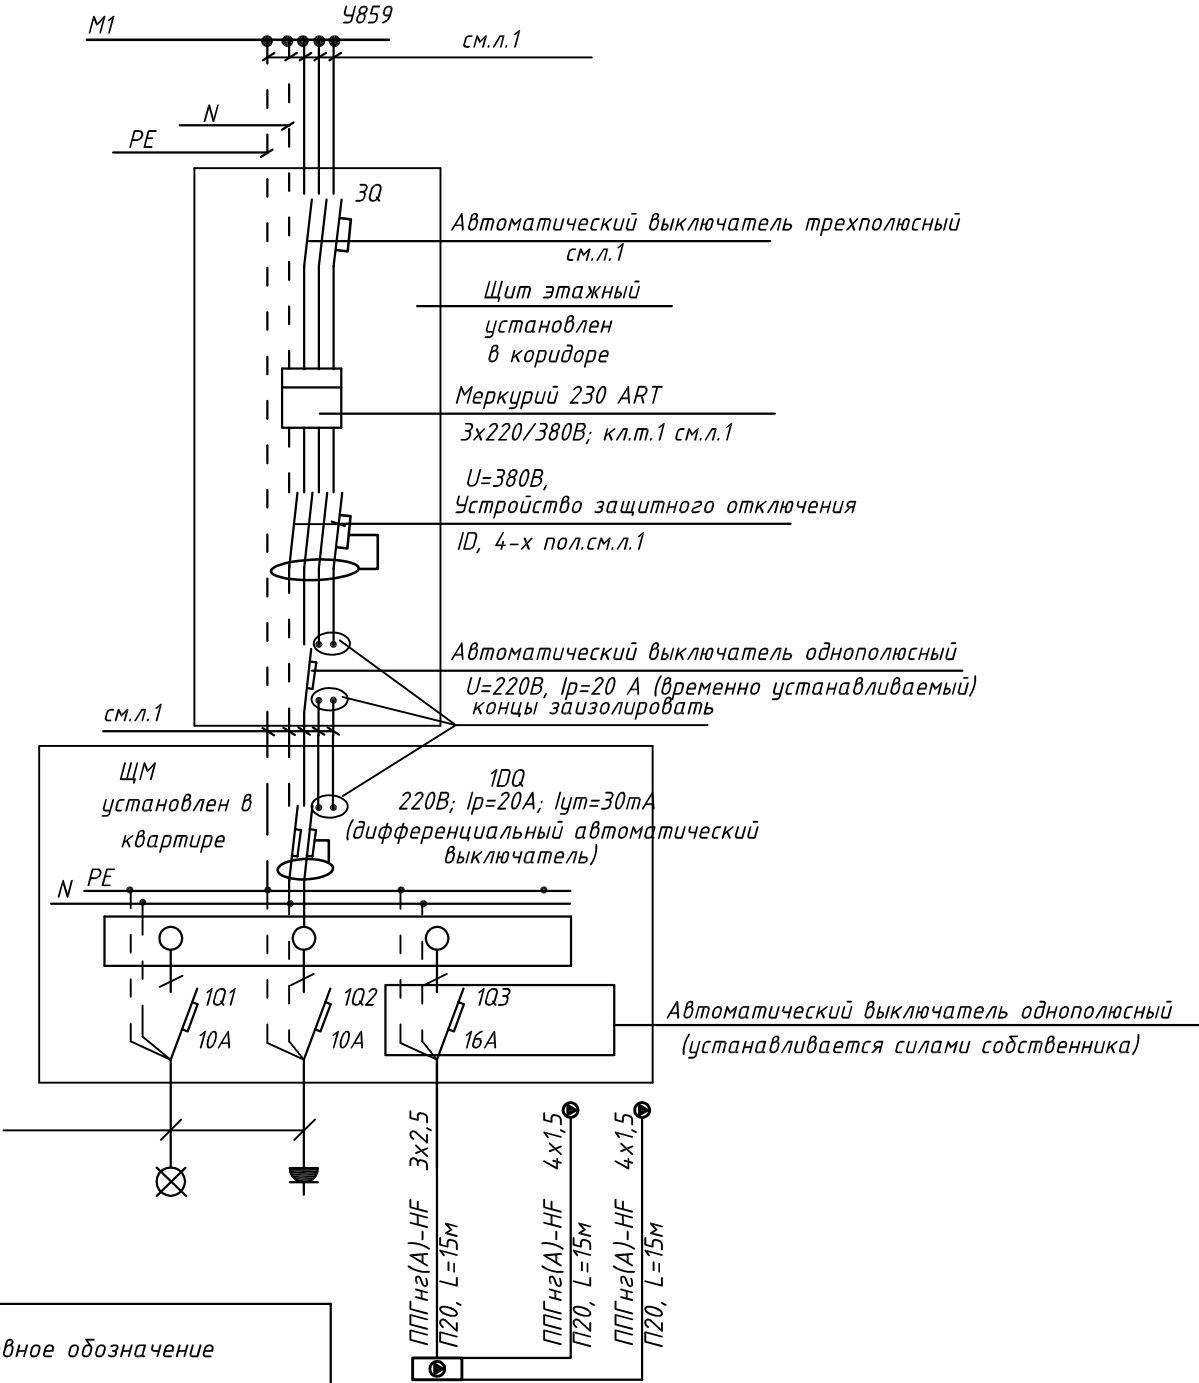 М1
У859
см.л.1
N
PE
3Q
Автоматический выключатель трехполюсный
см.л.1
Щит этажный
установлен
в коридоре
Меркурий 230 ART
3х220/380В; кл.т.1 см.л.1
U=380В,
Устройство защитного отключения
ID, 4-х пол.см.л.1
Автоматический выключатель однополюсный
U=220В, Iр=20 А (временно устанавливаемый)
концы заизолировать
см.л.1
ЩМ
установлен в
квартире
1DQ
220В; Iр=20А; Iут=30mA
(дифференциальный автоматический
выключатель)
PE
N
1Q1
10А
1Q2
10А
1Q3
16А
Автоматический выключатель однополюсный
(устанавливается силами собственника)
ППГнг(А)-HF 3х2,5
П20, L=15м
ППГнг(А)-HF 4х1,5
П20, L=15м
ППГнг(А)-HF 4х1,5
П20, L=15м
вное обозначение